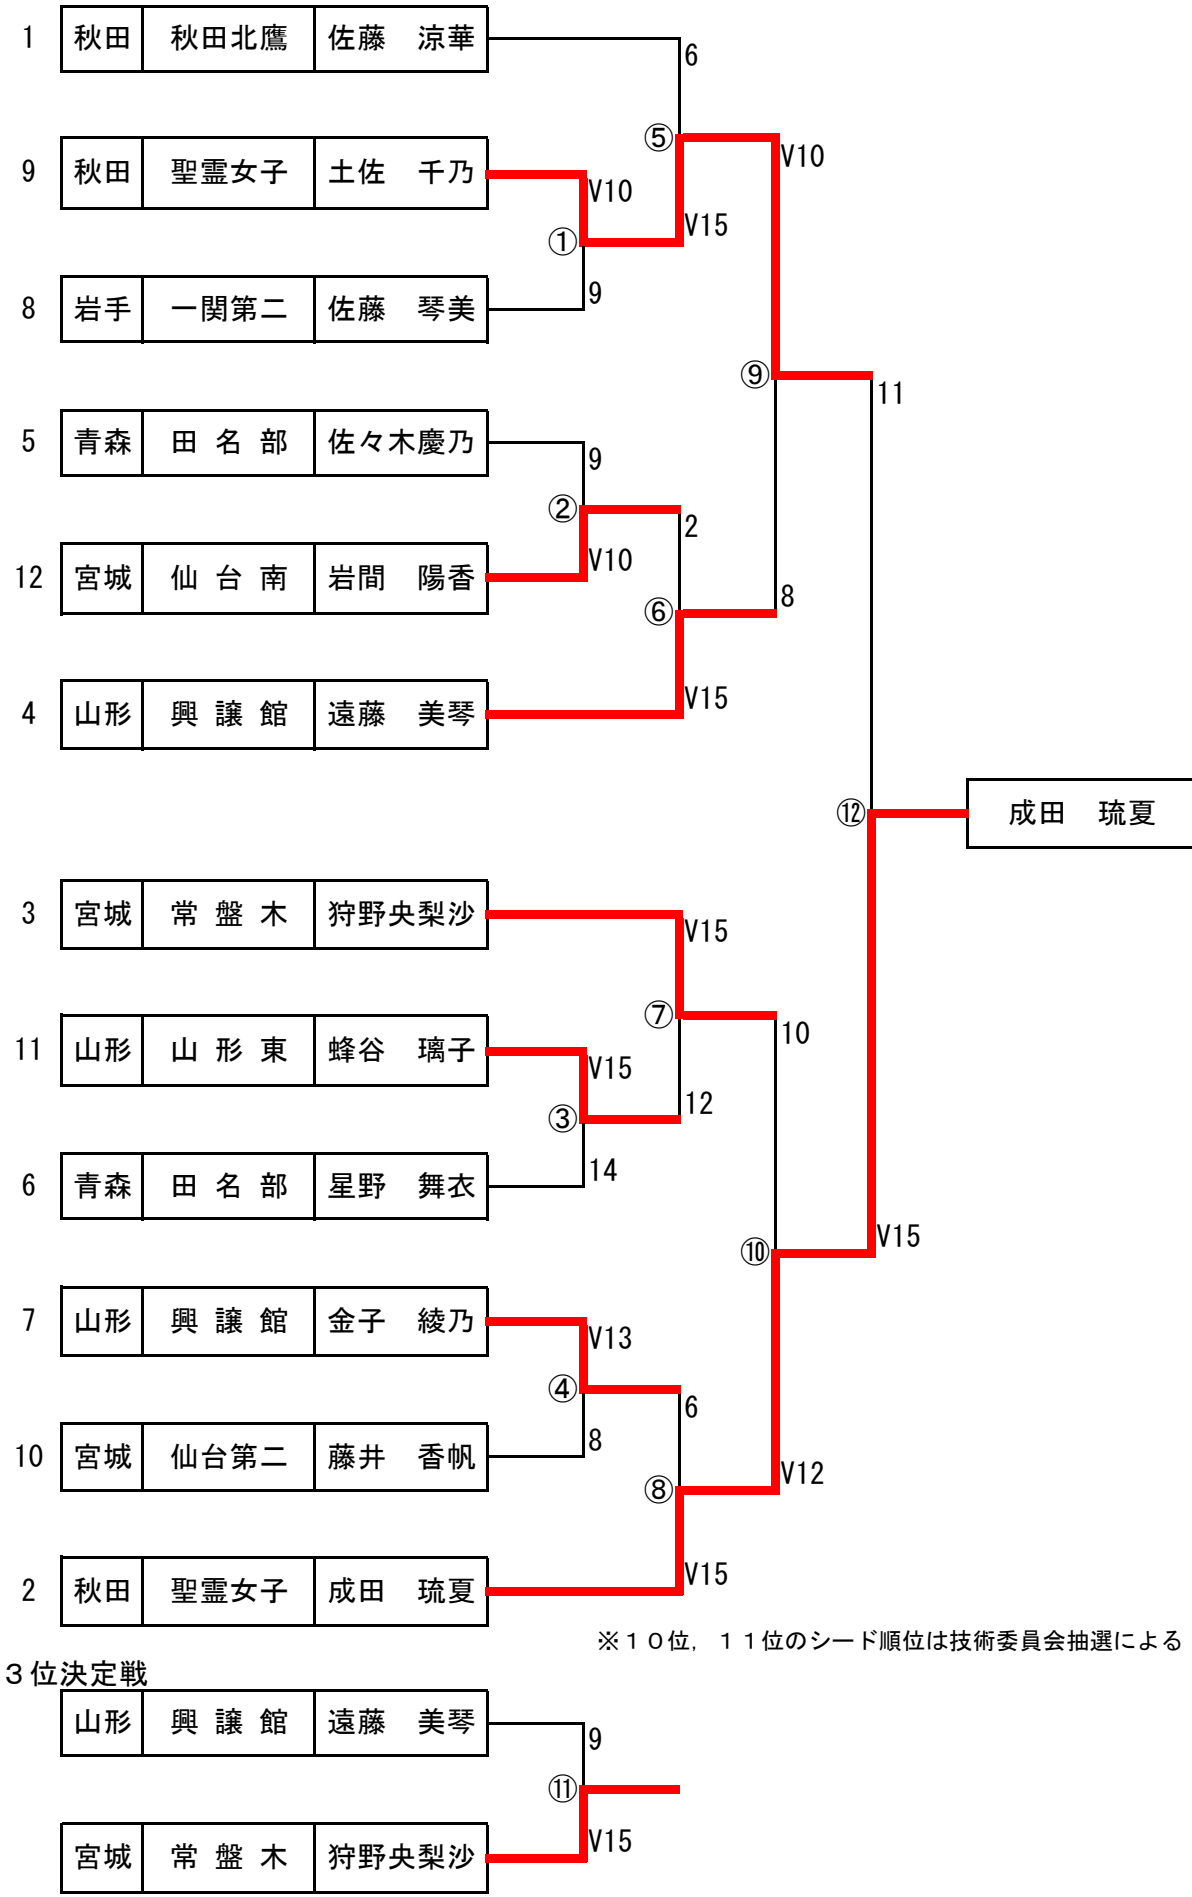 1 秋田 秋田北鷹 佐藤　涼華
6
⑤
V10
9 秋田 聖霊女子 土佐　千乃
V10
V15
①
8 岩手 一関第二 佐藤　琴美
9
⑨
11
5 青森 田 名 部 佐々木慶乃
9
②
2
12 宮城 仙 台 南 岩間　陽香
V10
8
⑥
4 山形 興 譲 館 遠藤　美琴
V15
⑫
成田　琉夏
3 宮城 常 盤 木 狩野央梨沙
V15
⑦
10
11 山形 山 形 東 蜂谷　璃子
V15
12
③
6 青森 田 名 部 星野　舞衣
14
⑩
V15
7 山形 興 譲 館 金子　綾乃
V13
④
6
10 宮城 仙台第二 藤井　香帆
8
V12
⑧
2 秋田 聖霊女子 成田　琉夏
V15
※１０位，１１位のシード順位は技術委員会抽選による
３位決定戦
山形 興 譲 館 遠藤　美琴
9
⑪
宮城 常 盤 木 狩野央梨沙
V15